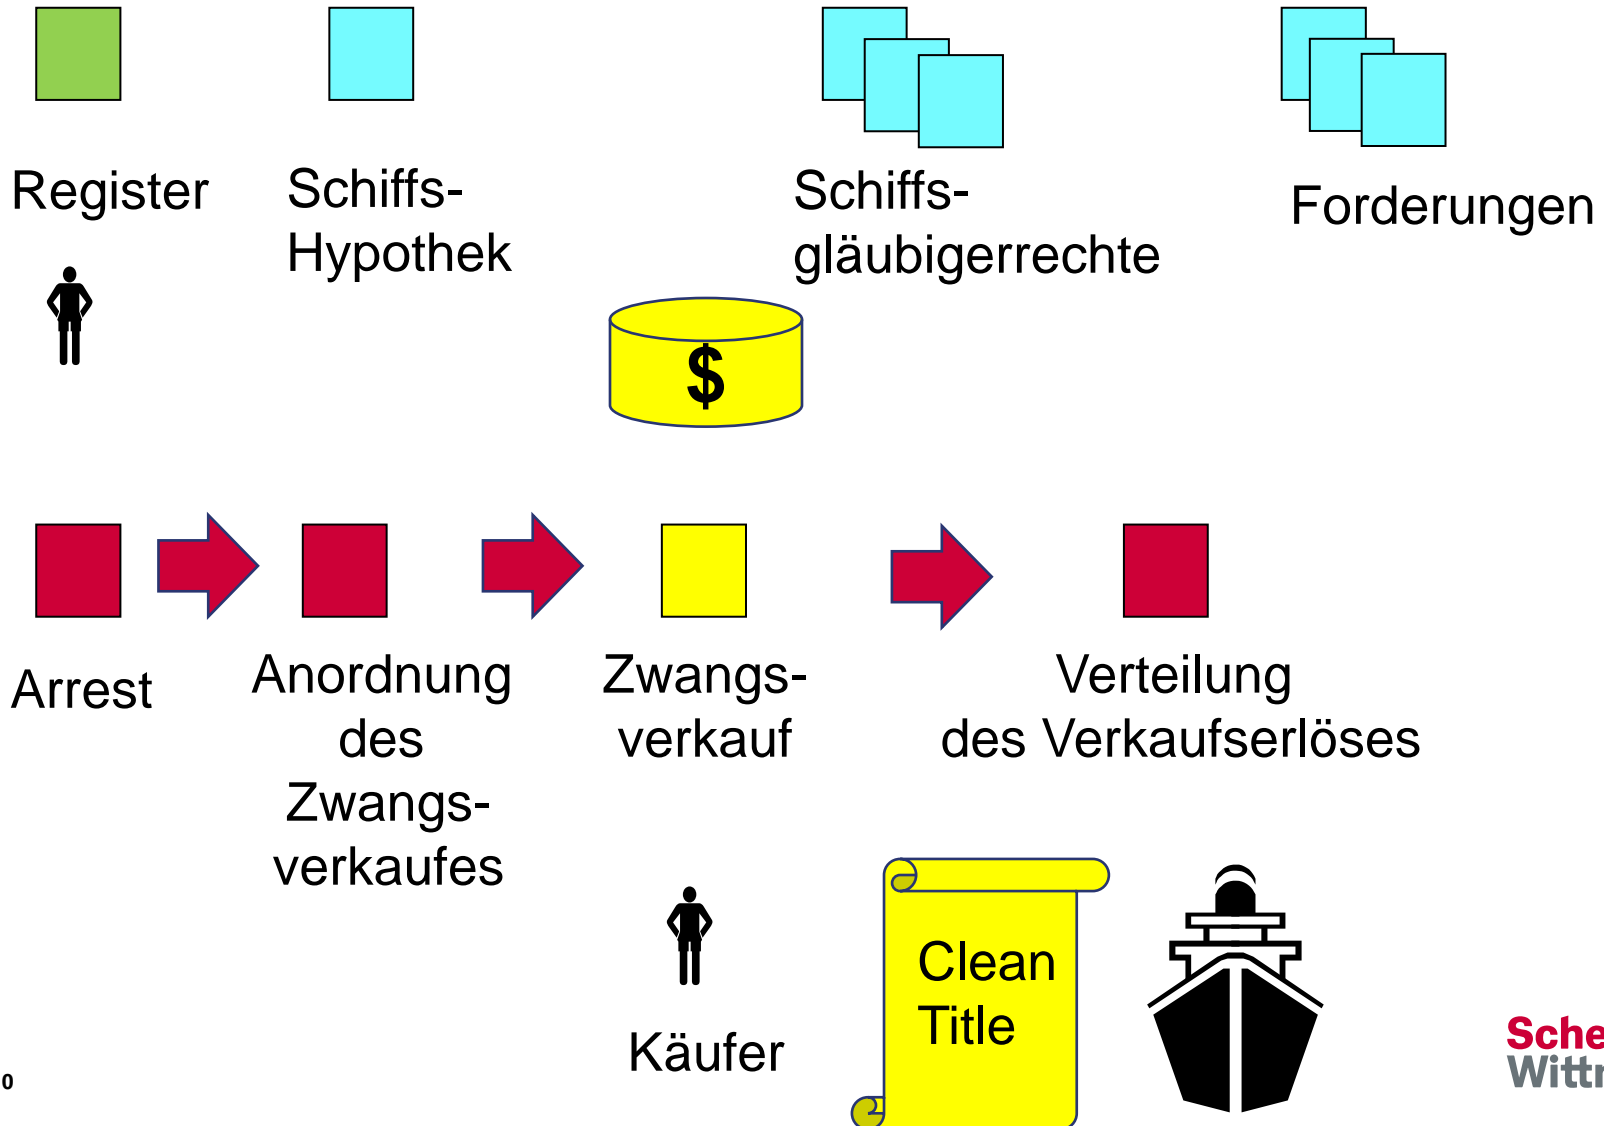 Register
Schiffs-
Hypothek
Schiffs-
gläubigerrechte
Forderungen
$
Arrest
Anordnung
des
Zwangs-
verkaufes
Zwangs-
verkauf
Verteilung
des Verkaufserlöses
Käufer
Clean
Title
0